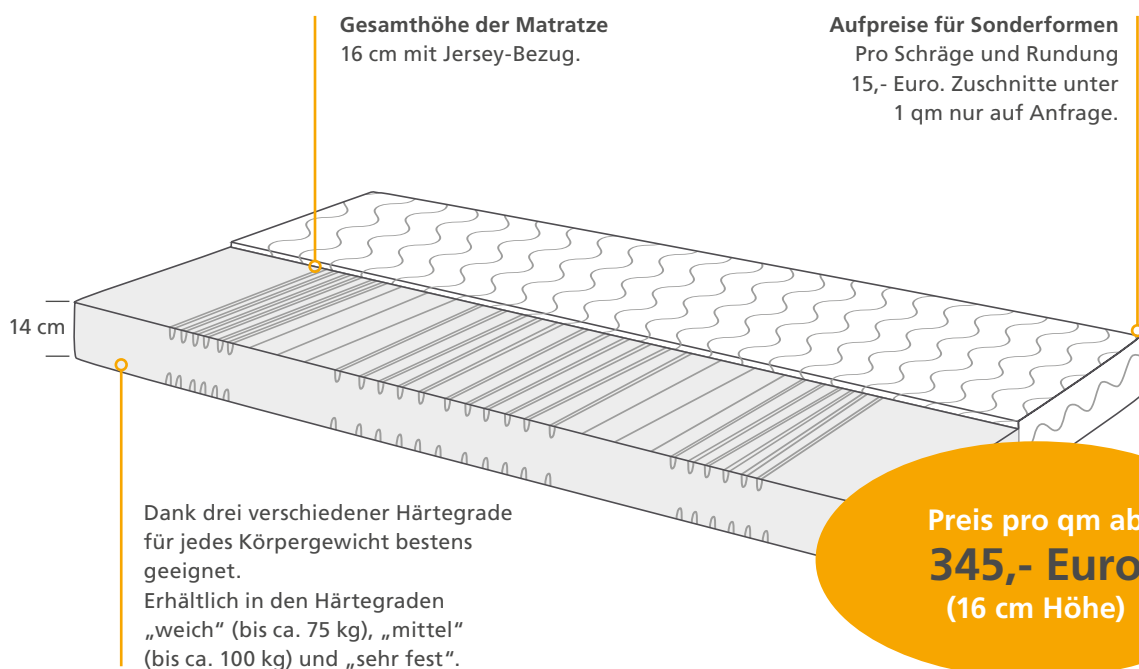 Gesamthöhe der Matratze
16 cm mit Jersey-Bezug.
Aufpreise für Sonderformen
Pro Schräge und Rundung
15,- Euro. Zuschnitte unter
1 qm nur auf Anfrage.
14 cm
Dank drei verschiedener Härtegrade
für jedes Körpergewicht bestens
geeignet.
Erhältlich in den Härtegraden
„weich“ (bis ca. 75 kg), „mittel“
(bis ca. 100 kg) und „sehr fest“.
Preis pro qm ab
345,- Euro
(16 cm Höhe)